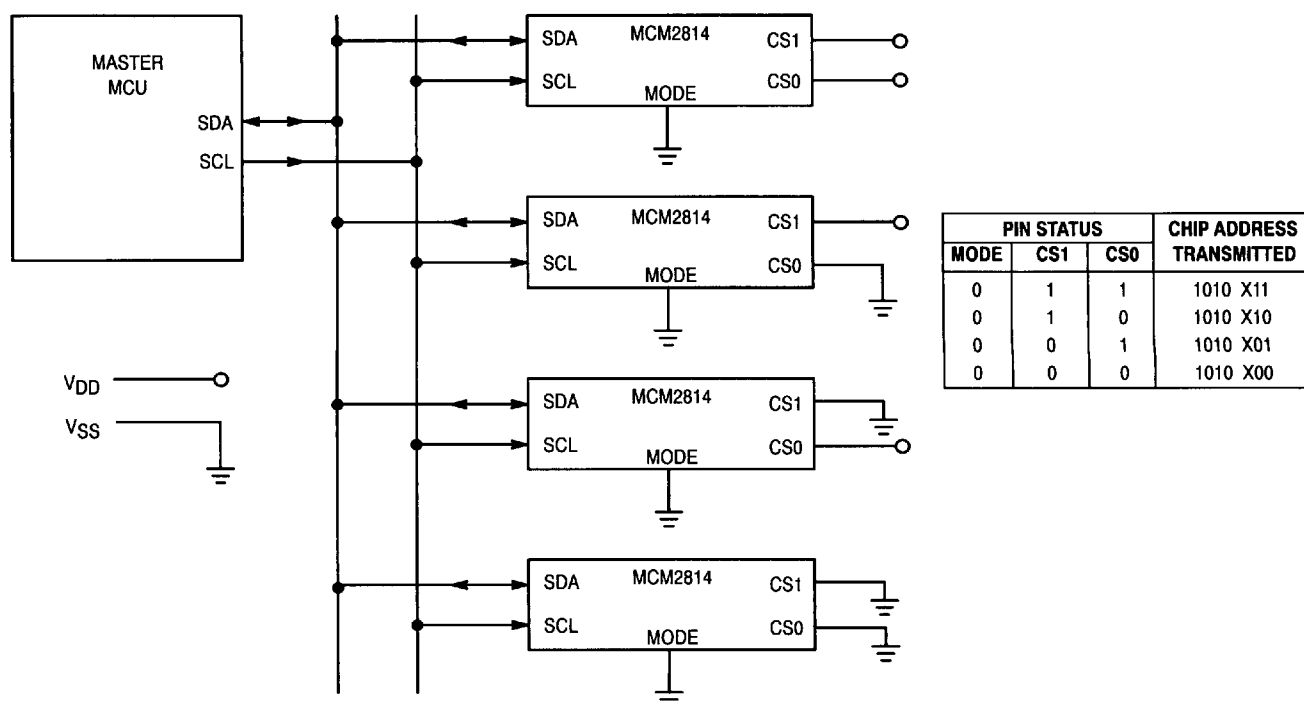 MASTER
MCU
SDA
SCL
VDD
VSS
SDA MCM2814 CS1
SCL CS0
MODE
SDA MCM2814 CS1
SCL CS0
MODE
SDA MCM2814 CS1
SCL CS0
MODE
SDA MCM2814 CS1
SCL CS0
MODE
PIN STATUS CHIP ADDRESS
MODE CS1 CS0 TRANSMITTED
0 1 1 1010 X11
0 1 0 1010 X10
0 0 1 1010 X01
0 0 0 1010 X00